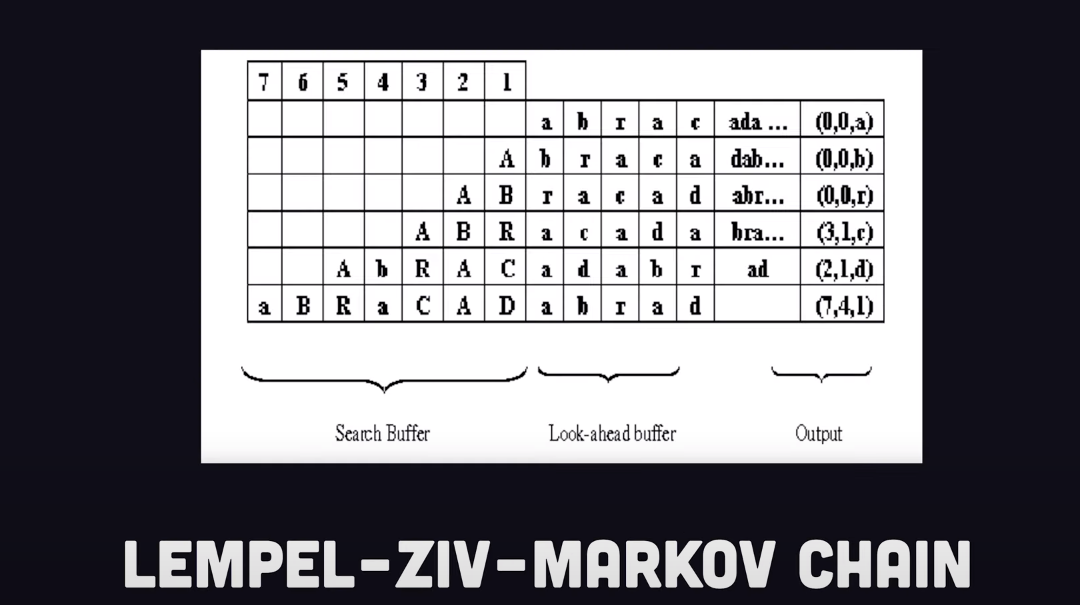 7 6 5 4 3 2 1
a b r a c ada ... (0,0,a)
A b r a c a dab... (0,0,b)
A B r a c a d abr... (0,0,r)
A B R a c a d a bra... (3,1,c)
A b R A C a d a b r ad (2,1,d)
a B R a C A D a b r a d (7,4,1)
Search Buffer Look-ahead buffer Output
LEMPEL-ZIV-MARKOV CHAIN